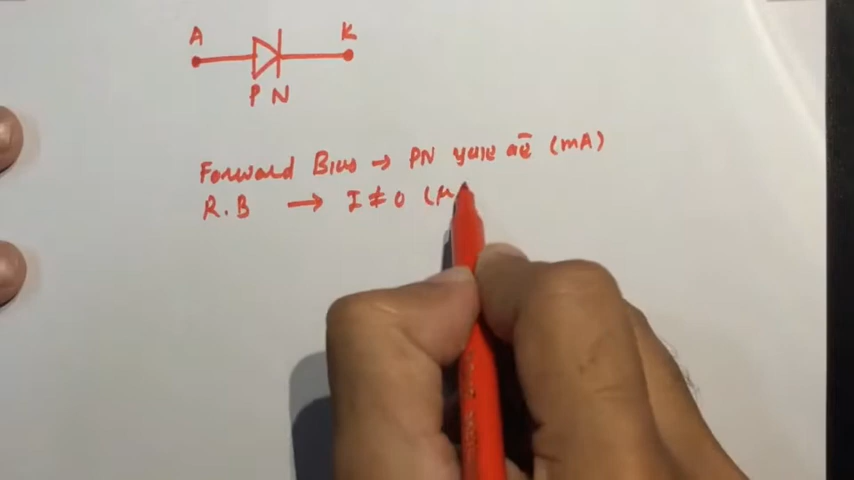 A K
P N
Forward Bias → PN (mA)
R.B → I ≠ 0 (μ